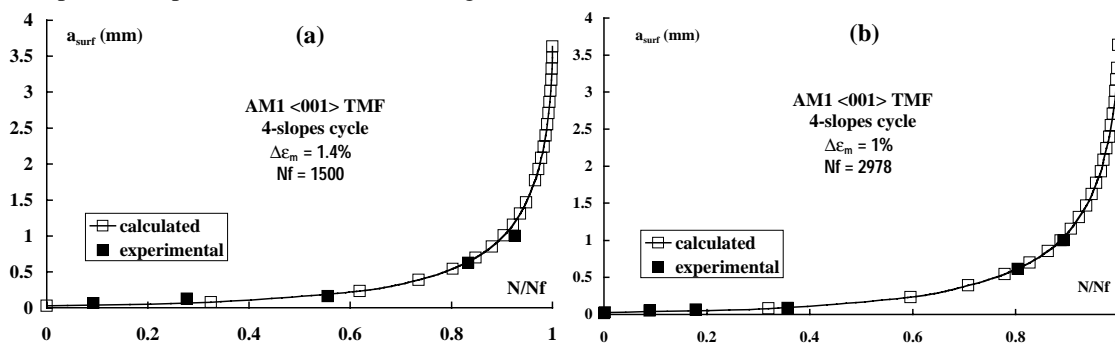 a_surf (mm)
(a)
AM1 <001> TMF
4-slopes cycle
Δε_m = 1.4%
Nf = 1500
calculated
experimental
N/Nf
4
3.5
3
2.5
2
1.5
1
0.5
0
0 0.2 0.4 0.6 0.8 1
a_surf (mm)
(b)
AM1 <001> TMF
4-slopes cycle
Δε_m = 1%
Nf = 2978
calculated
experimental
N/Nf
4
3.5
3
2.5
2
1.5
1
0.5
0
0 0.2 0.4 0.6 0.8